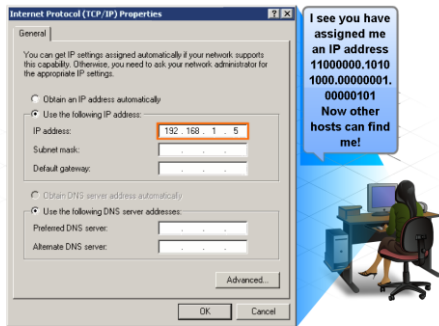 Internet Protocol (TCP/IP) Properties
General
You can get IP settings assigned automatically if your network supports
this capability. Otherwise, you need to ask your network administrator for
the appropriate IP settings.
Obtain an IP address automatically
Use the following IP address:
IP address:
192 . 168 . 1 . 5
Subnet mask:
Default gateway:
Obtain DNS server address automatically
Use the following DNS server addresses:
Preferred DNS server:
Alternate DNS server:
Advanced...
OK
Cancel
I see you have
assigned me
an IP address
11000000.1010
1000.00000001.
00000101
Now other
hosts can find
me!